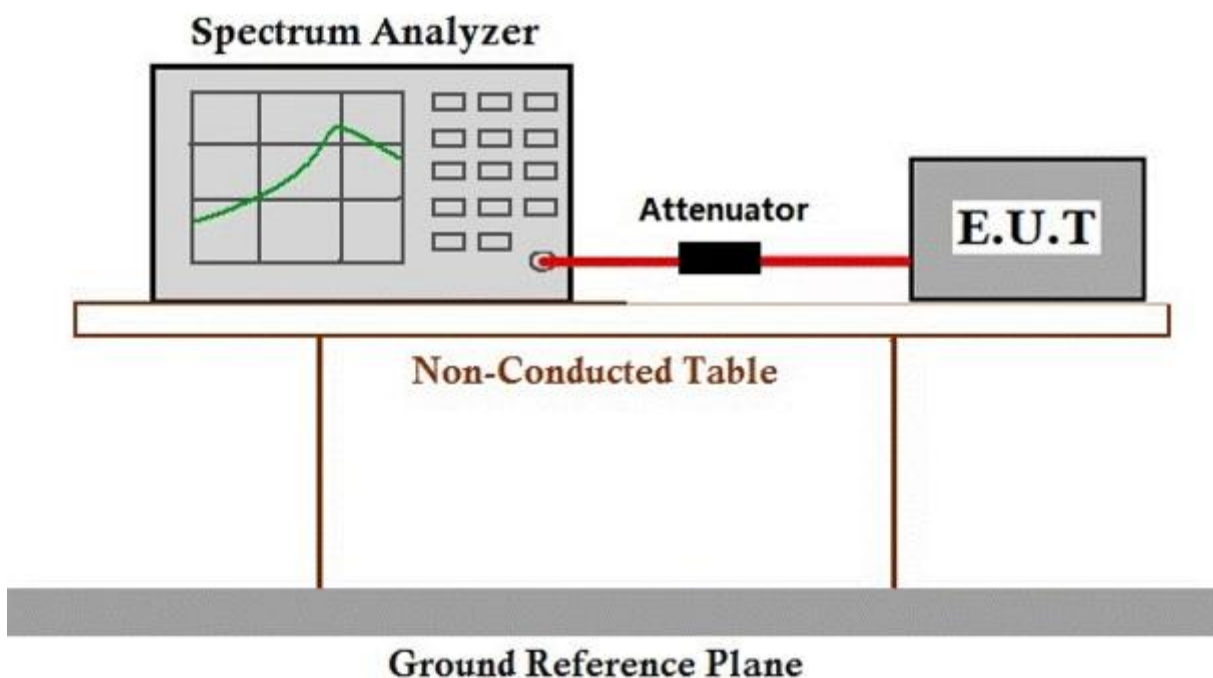 Spectrum Analyzer
Attenuator
E.U.T
Non-Conducted Table
Ground Reference Plane